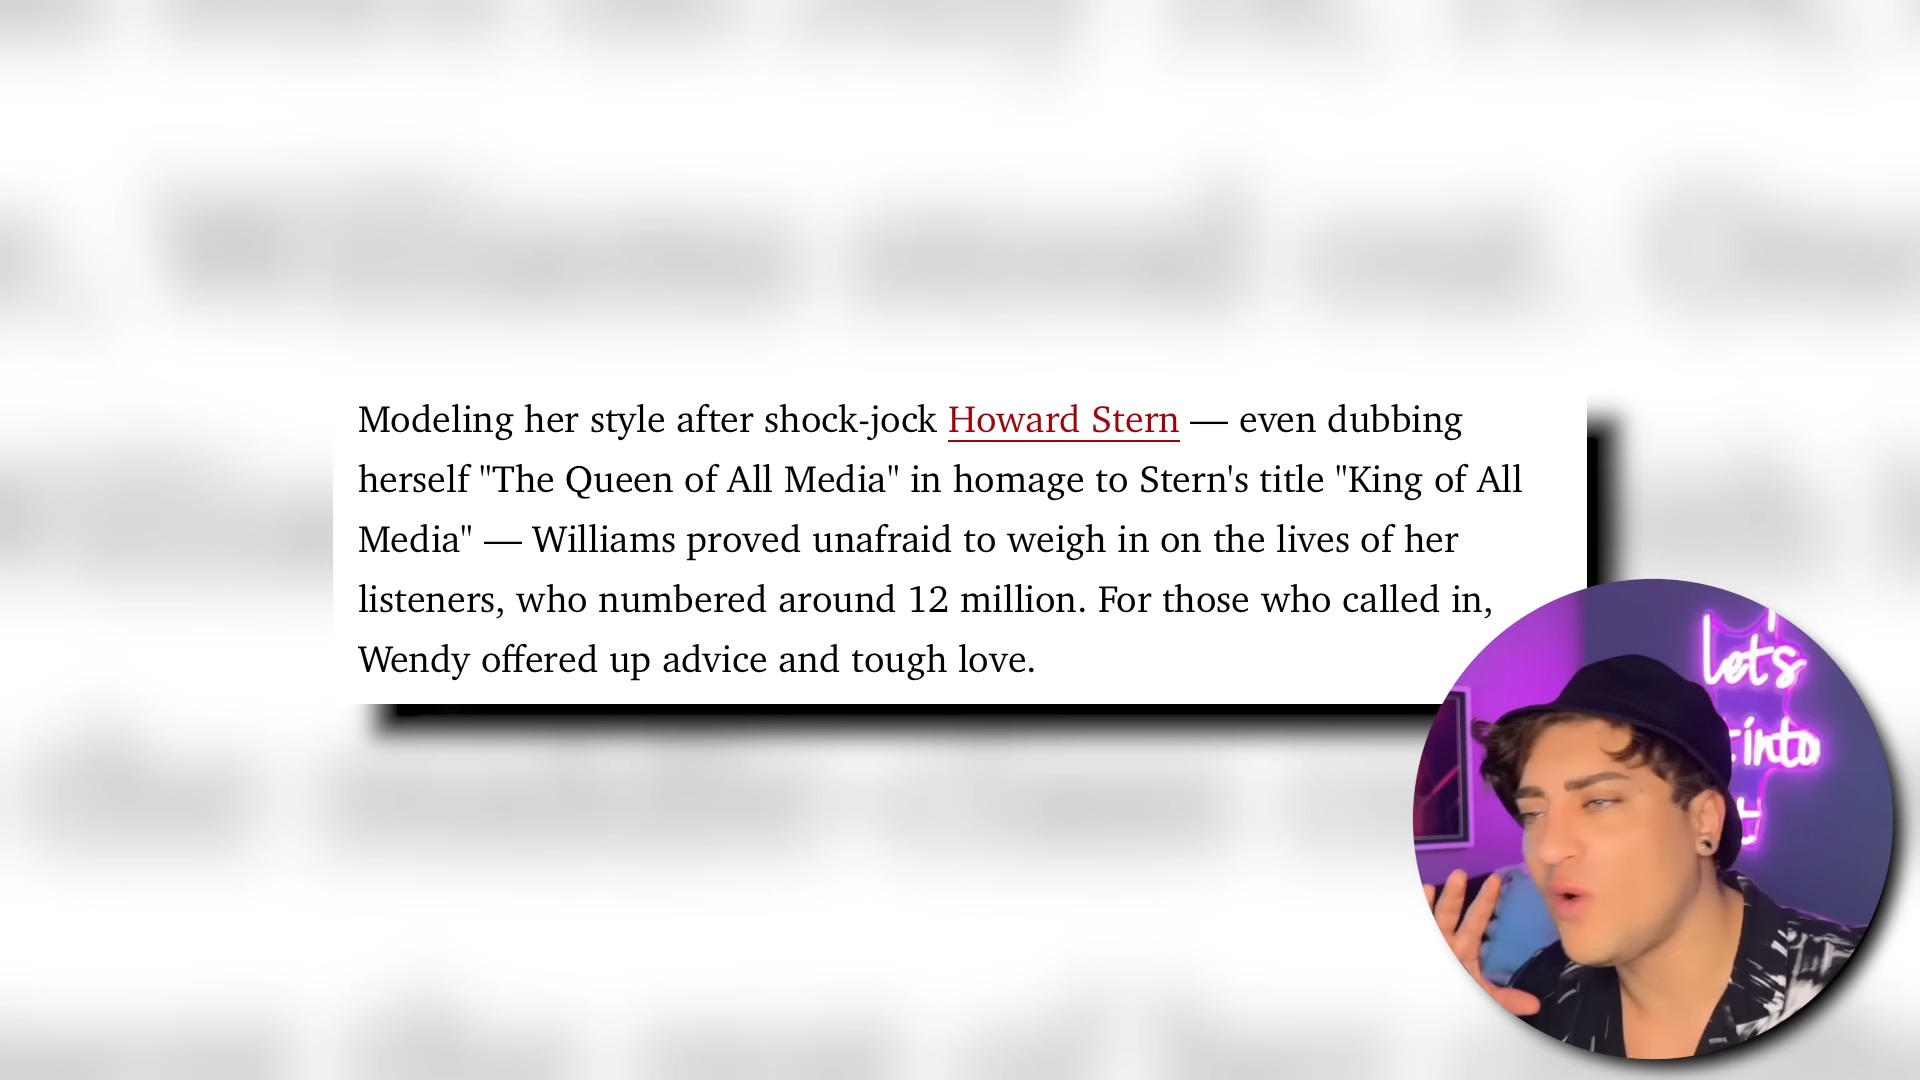 Modeling her style after shock-jock Howard Stern — even dubbing
herself "The Queen of All Media" in homage to Stern's title "King of All
Media" — Williams proved unafraid to weigh in on the lives of her
listeners, who numbered around 12 million. For those who called in,
Wendy offered up advice and tough love.
let's
into